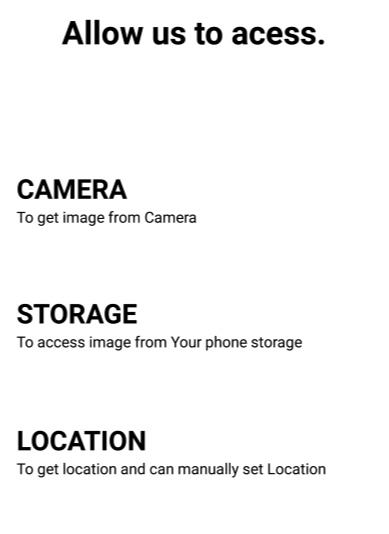 Allow us to acess.
CAMERA
To get image from Camera
STORAGE
To access image from Your phone storage
LOCATION
To get location and can manually set Location